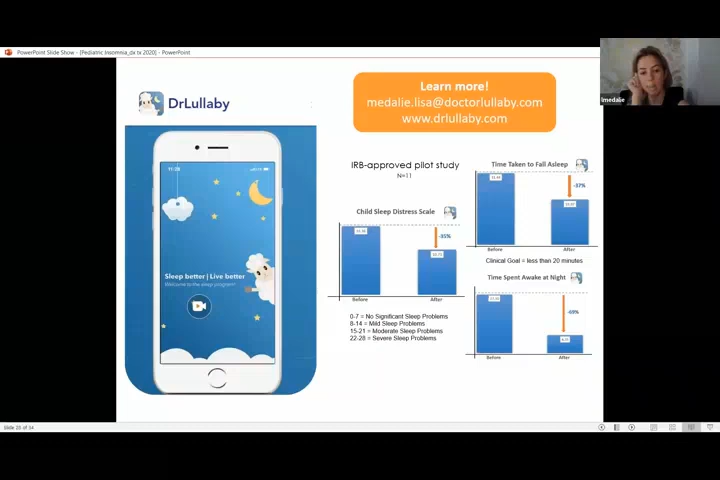 PowerPoint Slide Show - [Pediatric Insomnia_dx tx 2020] - PowerPoint
lmedalie
DrLullaby
Learn more!
medalie.lisa@doctorlullaby.com
www.drlullaby.com
11:28
Sleep better | Live better
Welcome to the sleep program!
IRB-approved pilot study
N=11
Child Sleep Distress Scale
-35%
Before
After
0-7 = No Significant Sleep Problems
8-14 = Mild Sleep Problems
15-21 = Moderate Sleep Problems
22-28 = Severe Sleep Problems
Time Taken to Fall Asleep
-37%
Before
After
Clinical Goal = less than 20 minutes
Time Spent Awake at Night
-69%
Before
After